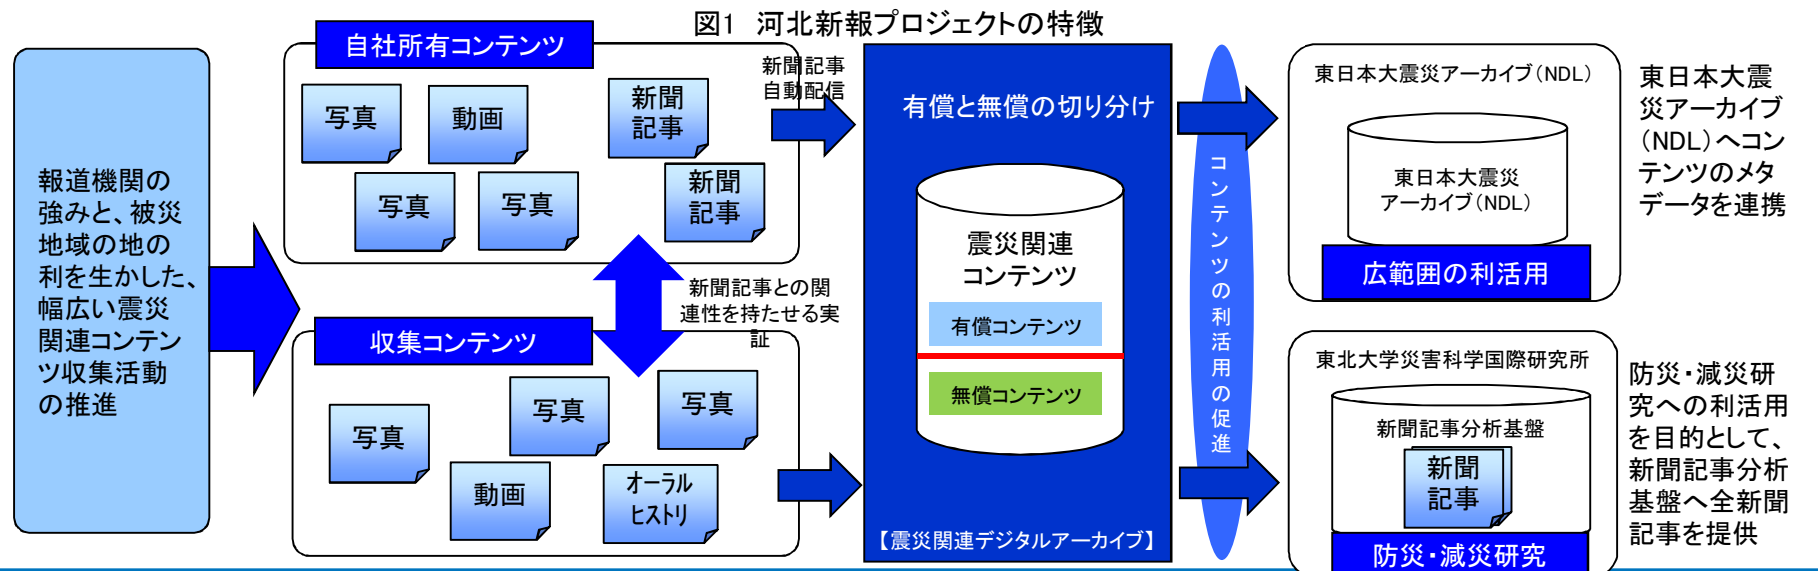 図1 河北新報プロジェクトの特徴
報道機関の
強みと、被災
地域の地の
利を生かした、
幅広い震災
関連コンテン
ツ収集活動
の推進
自社所有コンテンツ
写真
動画
新聞
記事
写真
写真
新聞
記事
新聞記事
自動配信
新聞記事との関
連性を持たせる実
証
収集コンテンツ
写真
写真
写真
動画
オーラル
ヒストリ
有償と無償の切り分け
震災関連
コンテンツ
有償コンテンツ
無償コンテンツ
【震災関連デジタルアーカイブ】
コンテンツの利活用の促進
東日本大震災アーカイブ(NDL)
東日本大震災
アーカイブ(NDL)
広範囲の利活用
東日本大震
災アーカイブ
(NDL)へコン
テンツのメタ
データを連携
東北大学災害科学国際研究所
新聞記事分析基盤
新聞
記事
防災・減災研究
防災・減災研
究への利活用
を目的として、
新聞記事分析
基盤へ全新聞
記事を提供